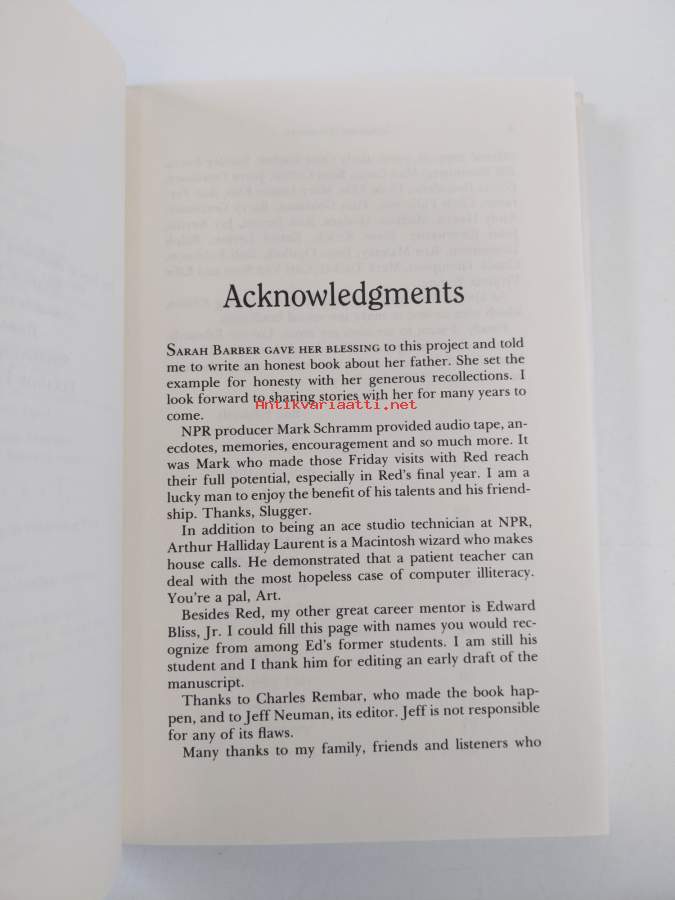 Acknowledgments
SARAH BARBER GAVE HER BLESSING to this project and told
me to write an honest book about her father. She set the
example for honesty with her generous recollections. I
look forward to sharing stories with her for many years to
come.
Antikvariaatti.net
NPR producer Mark Schramm provided audio tape, an-
ecdotes, memories, encouragement and so much more. It
was Mark who made those Friday visits with Red reach
their full potential, especially in Red's final year. I am a
lucky man to enjoy the benefit of his talents and his friend-
ship. Thanks, Slugger.
In addition to being an ace studio technician at NPR,
Arthur Halliday Laurent is a Macintosh wizard who makes
house calls. He demonstrated that a patient teacher can
deal with the most hopeless case of computer illiteracy.
You're a pal, Art.
Besides Red, my other great career mentor is Edward
Bliss, Jr. I could fill this page with names you would rec-
ognize from among Ed's former students. I am still his
student and I thank him for editing an early draft of the
manuscript.
Thanks to Charles Rembar, who made the book hap-
pen, and to Jeff Neuman, its editor. Jeff is not responsible
for any of its flaws.
Many thanks to my family, friends and listeners who